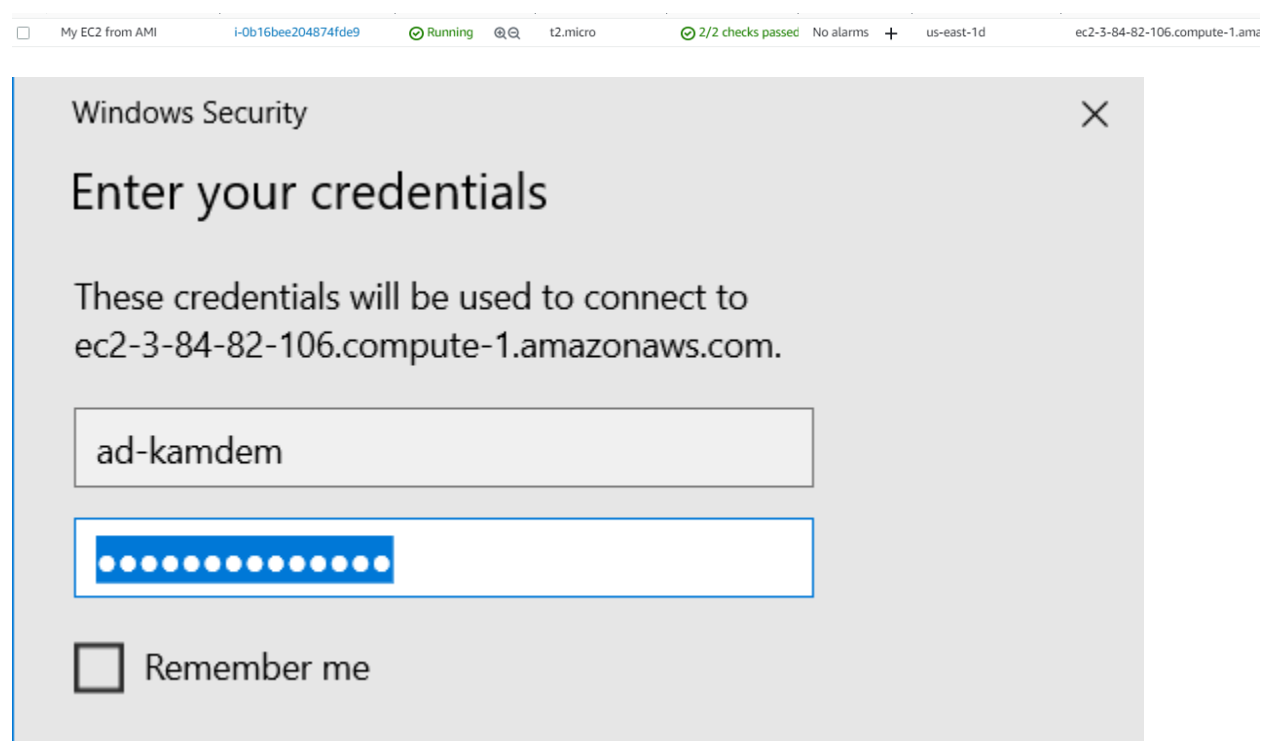 My EC2 from AMI i-0b16bee204874fde9 Running t2.micro 2/2 checks passed No alarms + us-east-1d ec2-3-84-82-106.compute-1.ama
Windows Security
Enter your credentials
These credentials will be used to connect to
ec2-3-84-82-106.compute-1.amazonaws.com.
ad-kamdem
●●●●●●●●●●●●●●
Remember me